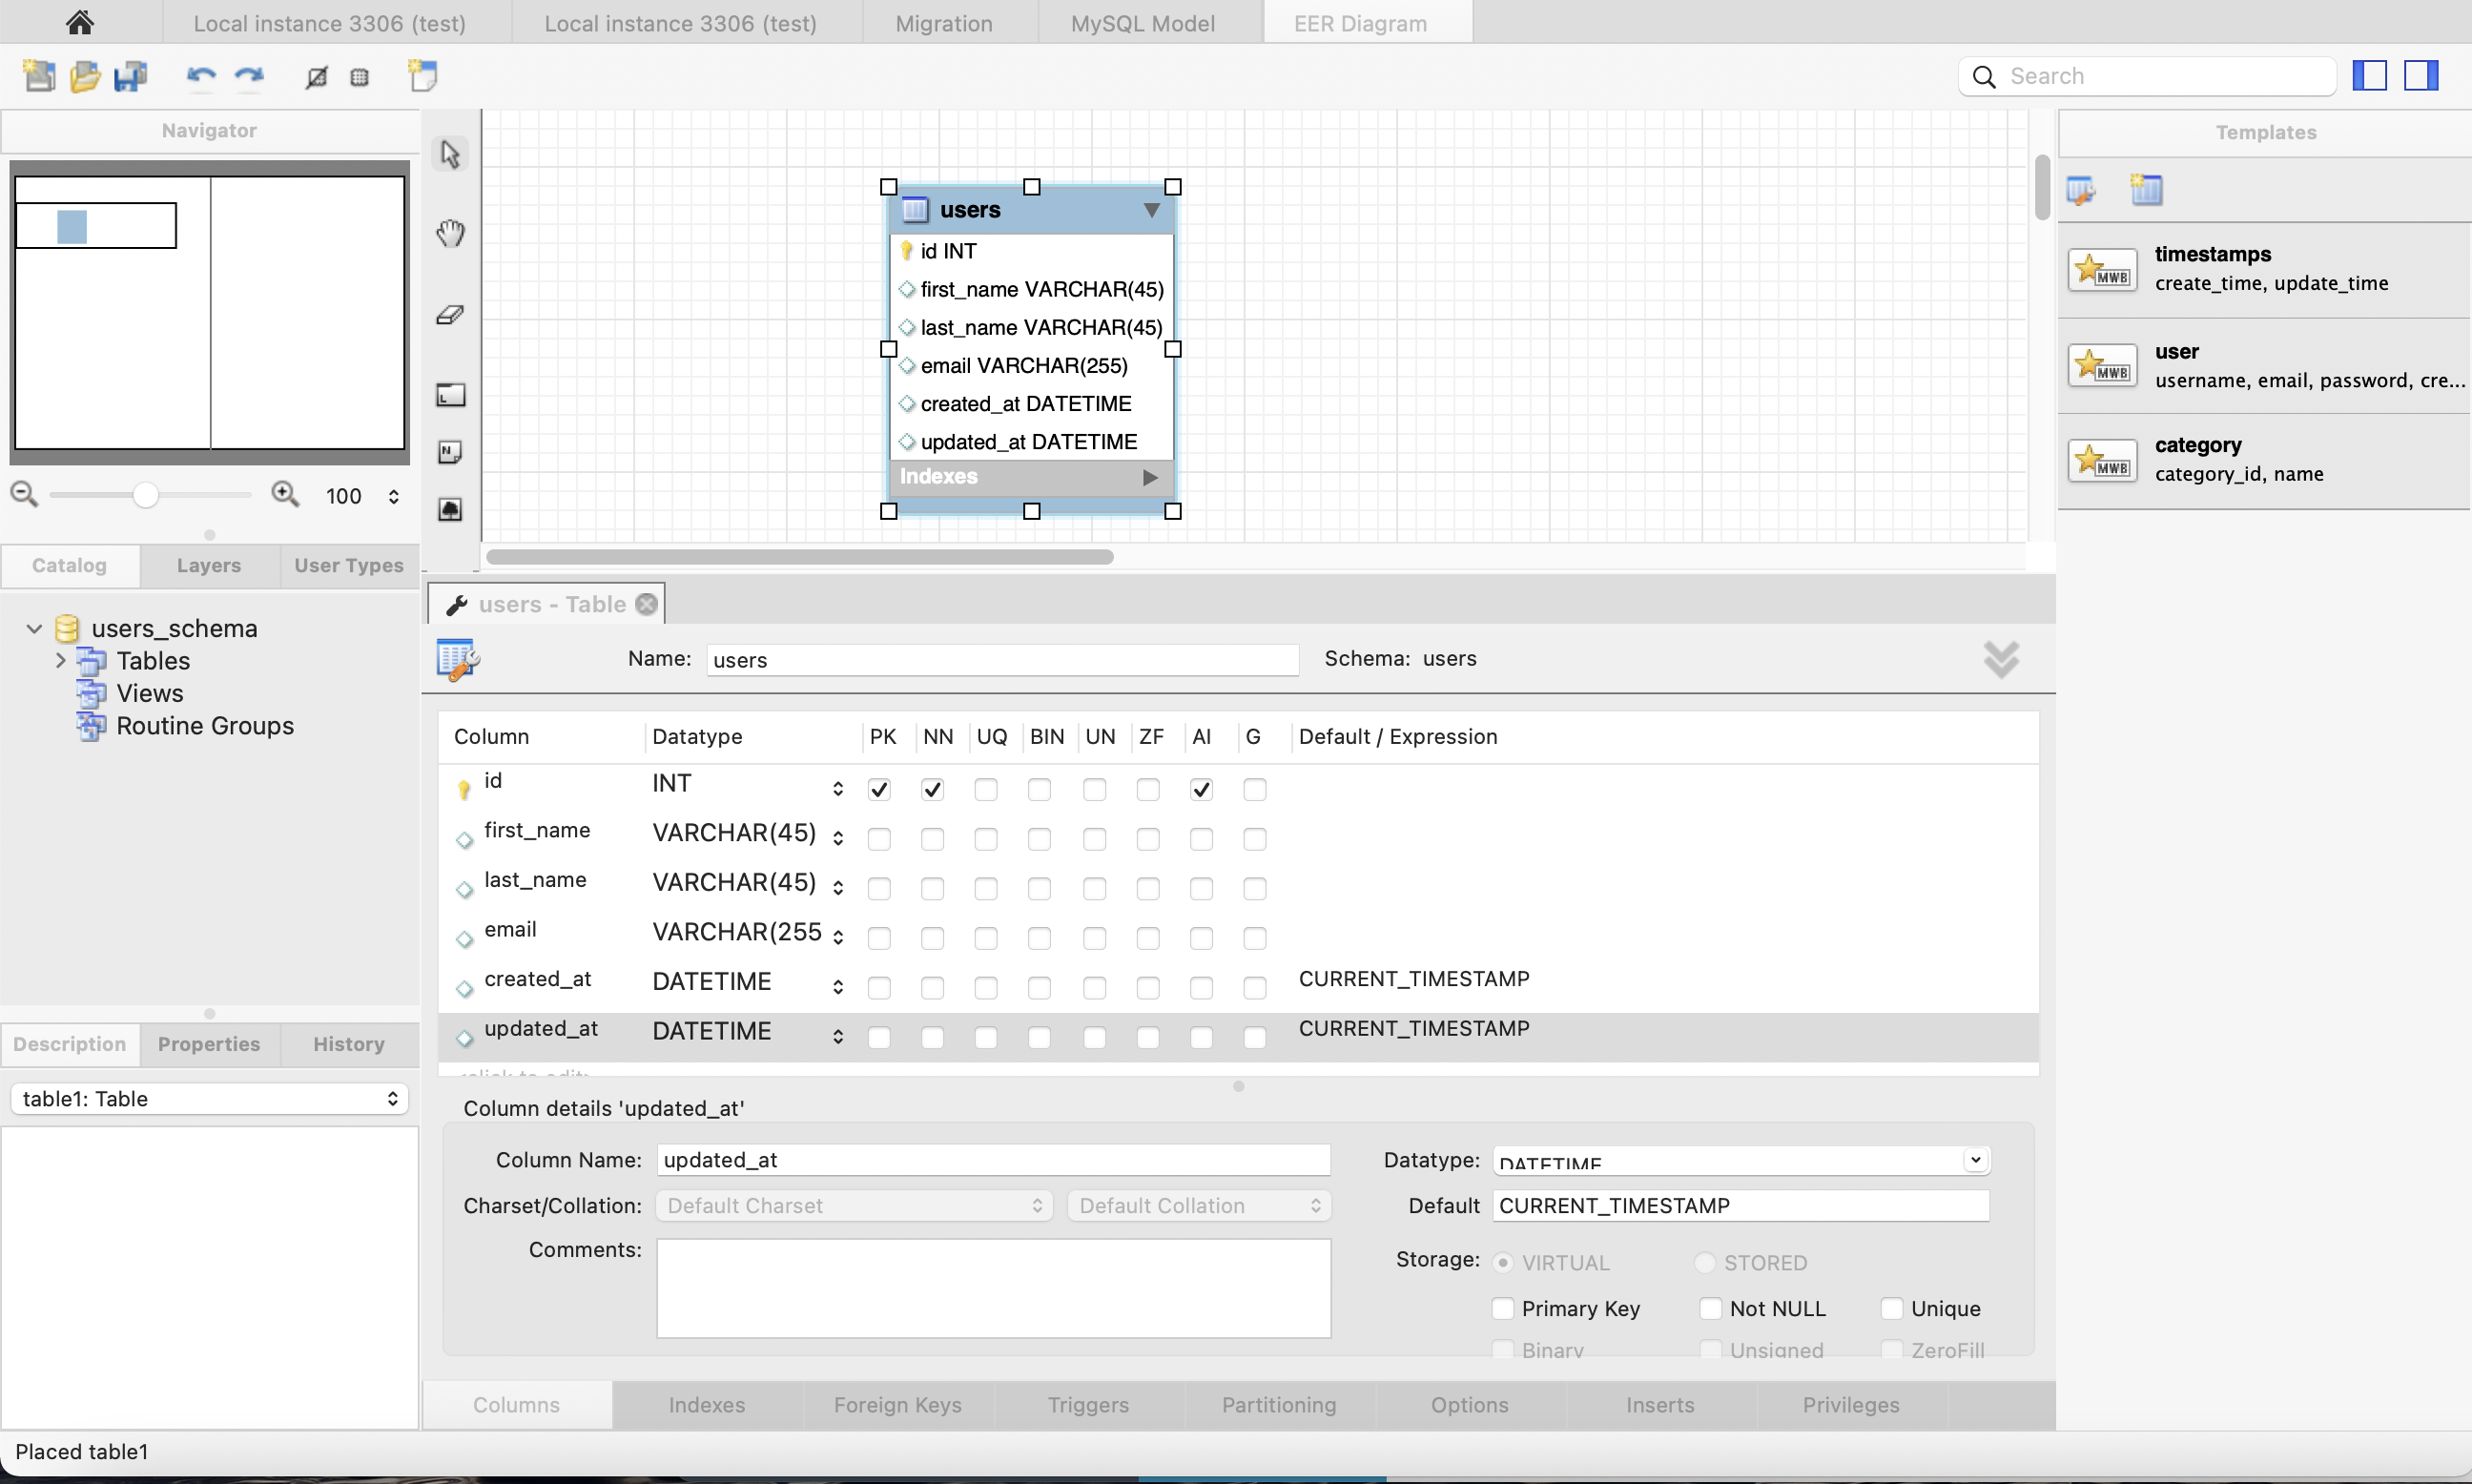 Local instance 3306 (test)
Local instance 3306 (test)
Migration
MySQL Model
EER Diagram
Search
Navigator
100
Catalog
Layers
User Types
users_schema
Tables
Views
Routine Groups
Description
Properties
History
table1: Table
users
id INT
first_name VARCHAR(45)
last_name VARCHAR(45)
email VARCHAR(255)
created_at DATETIME
updated_at DATETIME
Indexes
Templates
MWB
timestamps
create_time, update_time
MWB
user
username, email, password, cre...
MWB
category
category_id, name
users - Table
Name: users
Schema: users
Column Datatype PK NN UQ BIN UN ZF AI G Default / Expression
id INT
first_name VARCHAR(45)
last_name VARCHAR(45)
email VARCHAR(255
created_at DATETIME CURRENT_TIMESTAMP
updated_at DATETIME CURRENT_TIMESTAMP
Column details 'updated_at'
Column Name: updated_at
Datatype: DATETIME
Charset/Collation: Default Charset Default Collation
Default CURRENT_TIMESTAMP
Comments:
Storage: VIRTUAL STORED
Primary Key Not NULL Unique
Binary Unsigned ZeroFill
Columns
Indexes
Foreign Keys
Triggers
Partitioning
Options
Inserts
Privileges
Placed table1